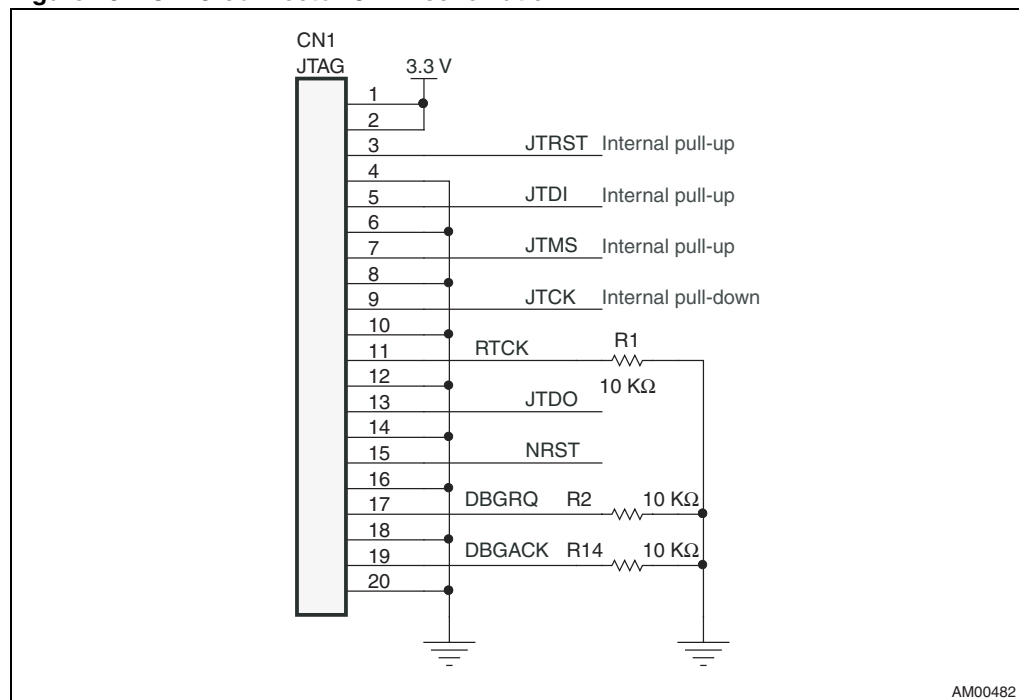 CN1
JTAG
3.3 V
1
2
3 JTRST Internal pull-up
4
5 JTDI Internal pull-up
6
7 JTMS Internal pull-up
8
9 JTCK Internal pull-down
10
11 RTCK R1
10 KΩ
12
13 JTDO
14
15 NRST
16
17 DBGRQ R2 10 KΩ
18
19 DBGACK R14 10 KΩ
20
AM00482